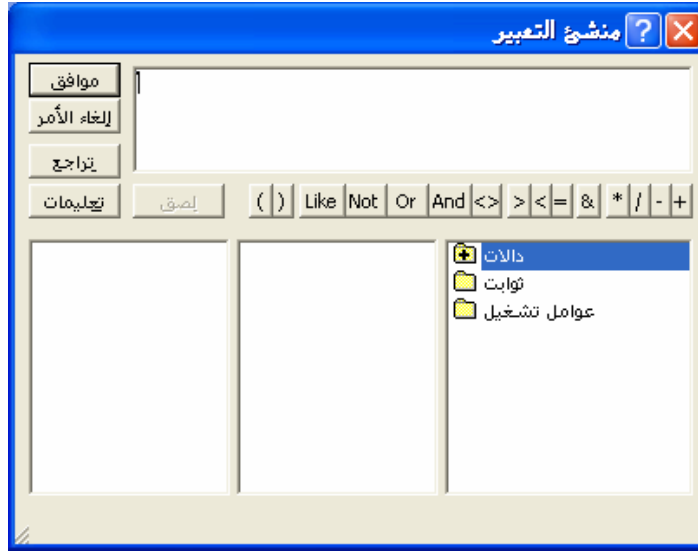 منشئ التعبير
موافق
إلغاء الأمر
تراجع
تعليمات
لصق
( ) Like Not Or And <> > < = & * / - +
دالات
ثوابت
عوامل تشغيل